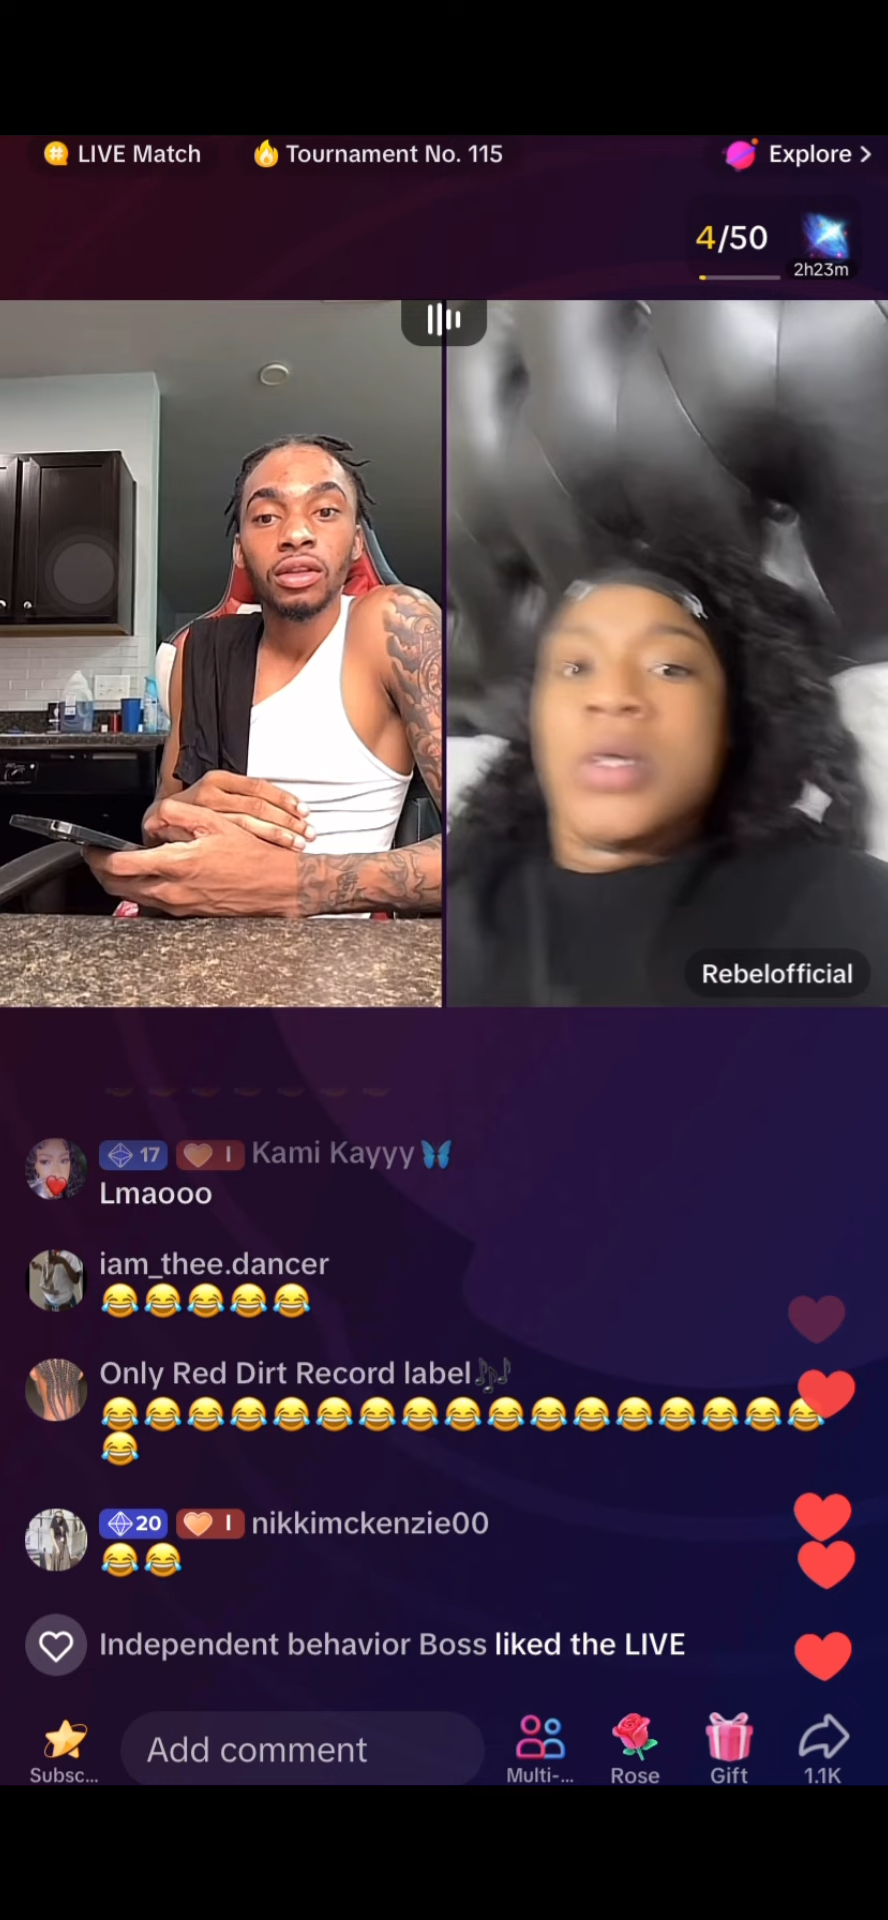 LIVE Match
Tournament No. 115
Explore >
4/50
2h23m
Rebelofficial
17 I Kami Kayyy🦋
Lmaooo
iam_thee.dancer
😂😂😂😂😂
Only Red Dirt Record label🎶
😂😂😂😂😂😂😂😂😂😂😂😂😂😂😂😂😂
😂
20 I nikkimckenzie00
😂😂
Independent behavior Boss liked the LIVE
Subsc...
Add comment
Multi-...
Rose
Gift
1.1K